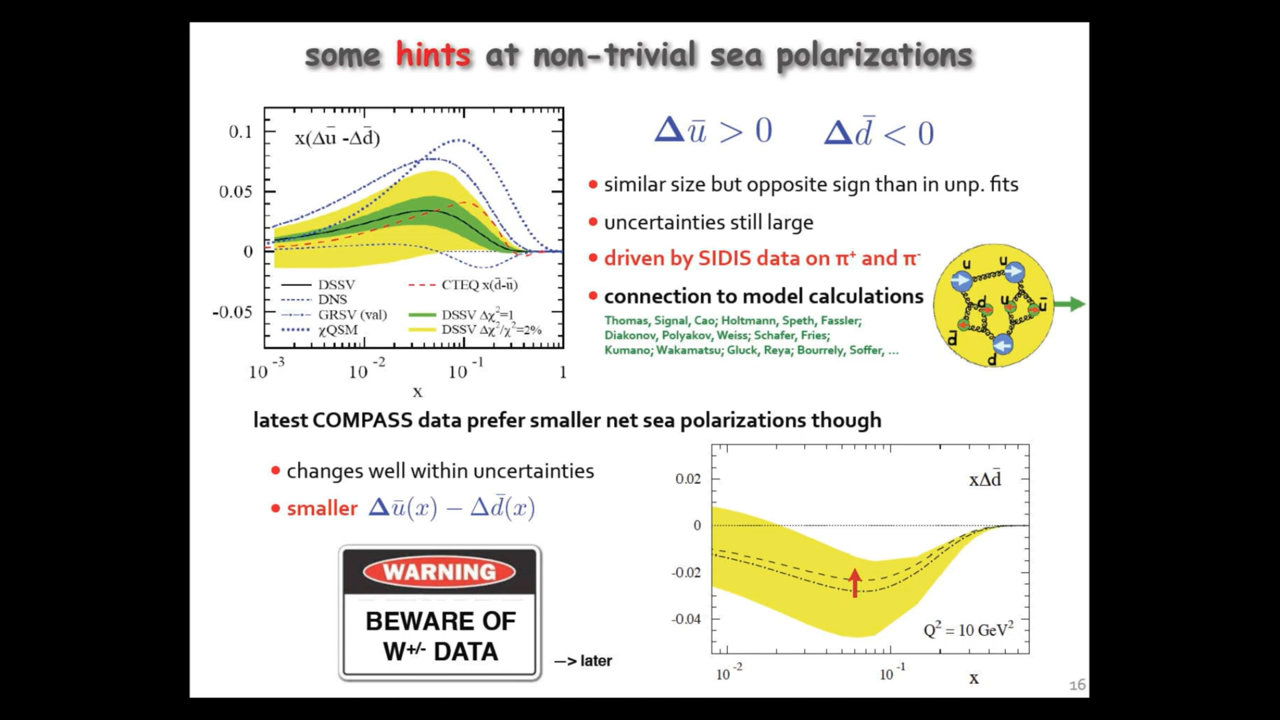 some hints at non-trivial sea polarizations
x(Δū -Δd̄)
0.1
0.05
0
-0.05
DSSV
DNS
GRSV (val)
χQSM
CTEQ x(d̄-ū)
DSSV Δχ²=1
DSSV Δχ²/χ²=2%
10⁻³ 10⁻² 10⁻¹ 1
x
Δū > 0 Δd̄ < 0
• similar size but opposite sign than in unp. fits
• uncertainties still large
• driven by SIDIS data on π⁺ and π⁻
• connection to model calculations
Thomas, Signal, Cao; Holtmann, Speth, Fassler;
Diakonov, Polyakov, Weiss; Schafer, Fries;
Kumano; Wakamatsu; Gluck, Reya; Bourrely, Soffer, ...
u u
d u ū
d̄ d
latest COMPASS data prefer smaller net sea polarizations though
• changes well within uncertainties
• smaller Δū(x) − Δd̄(x)
WARNING
BEWARE OF
W+/- DATA
—> later
xΔd̄
0.02
0
-0.02
-0.04
Q² = 10 GeV²
10⁻² 10⁻¹ x
16